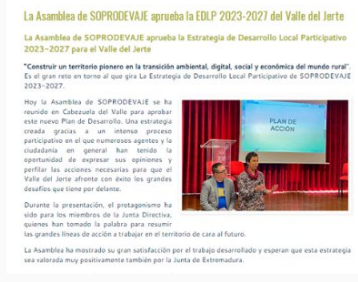 La Asamblea de SOPRODEVAJE aprueba la EDLP 2023-2027 del Valle del Jerte
La Asamblea de SOPRODEVAJE aprueba la Estrategia de Desarrollo Local Participativo
2023-2027 para el Valle del Jerte
"Construir un territorio pionero en la transición ambiental, digital, social y económica del mundo rural".
Es el gran reto en torno al que gira La Estrategia de Desarrollo Local Participativo de SOPRODEVAJE
2023-2027.
Hoy la Asamblea de SOPRODEVAJE se ha
reunido en Cabezuela del Valle para aprobar
este nuevo Plan de Desarrollo. Una estrategia
creada gracias a un intenso proceso
participativo en el que numerosos agentes y la
ciudadanía en general han tenido la
oportunidad de expresar sus opiniones y
perfilar las acciones necesarias para que el
Valle del Jerte afronte con éxito los grandes
desafíos que tiene por delante.
PLAN DE
ACCIÓN
Durante la presentación, el protagonismo ha
sido para los miembros de la Junta Directiva,
quienes han tomado la palabra para resumir
las grandes líneas de acción a trabajar en el territorio de cara al futuro.
La Asamblea ha mostrado su gran satisfacción por el trabajo desarrollado y esperan que esta estrategia
sea valorada muy positivamente también por la Junta de Extremadura.